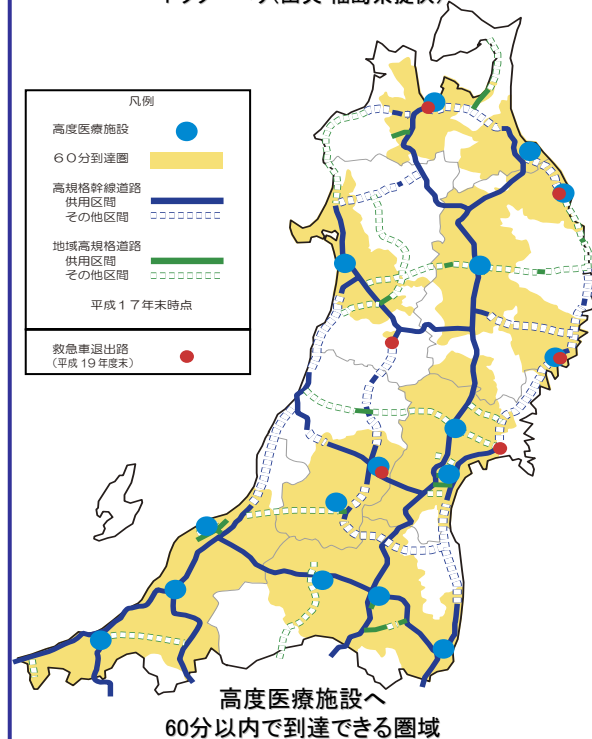 凡例
高度医療施設
６０分到達圏
高規格幹線道路
供用区間
その他区間
地域高規格道路
供用区間
その他区間
平成１７年末時点
救急車退出路
(平成 19 年度末)
高度医療施設へ
60分以内で到達できる圏域